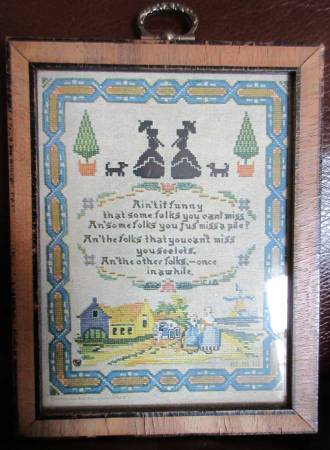 Ain't it funny
that some folks you can't miss
An' some folks you jus' miss a pile?
An' the folks that you can't miss
you see lots,
An' the other folks,—once
in a while.